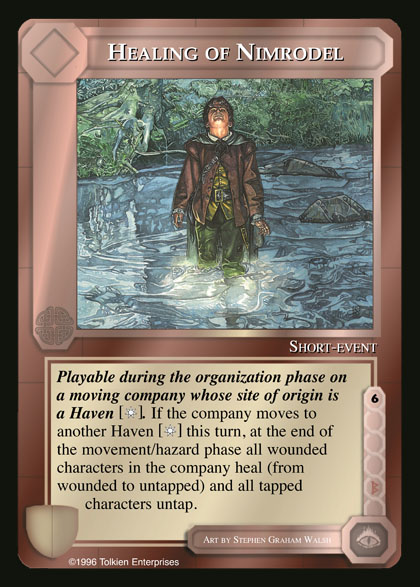 Healing of Nimrodel
Short-event
Playable during the organization phase on
a moving company whose site of origin is
a Haven []. If the company moves to
another Haven [] this turn, at the end of
the movement/hazard phase all wounded
characters in the company heal (from
wounded to untapped) and all tapped
characters untap.
6
Art by Stephen Graham Walsh
©1996 Tolkien Enterprises